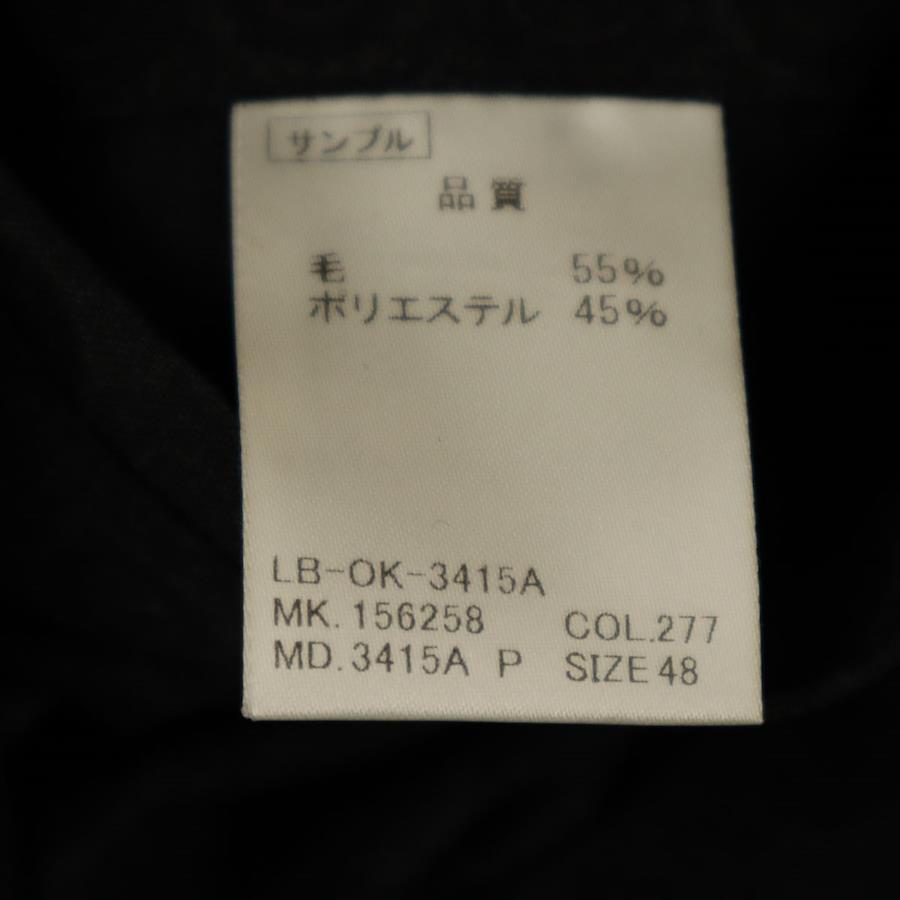 サンプル
品質
毛 55%
ポリエステル 45%
LB-OK-3415A
MK. 156258 COL.277
MD. 3415A P SIZE 48